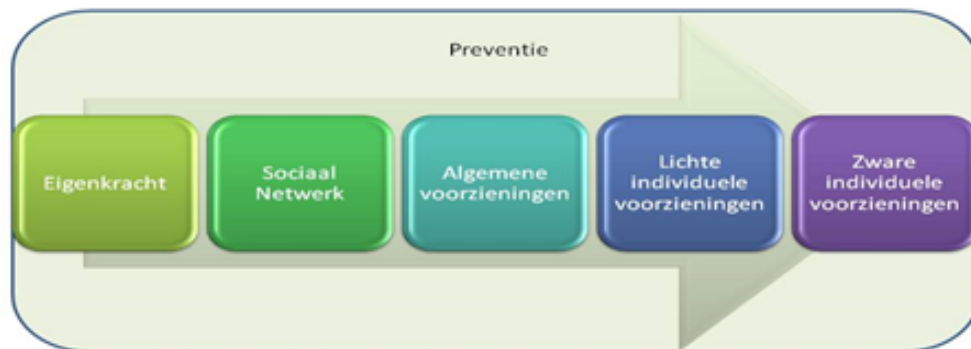 Preventie
Eigenkracht
Sociaal
Netwerk
Algemene
voorzieningen
Lichte
individuele
voorzieningen
Zware
individuele
voorzieningen